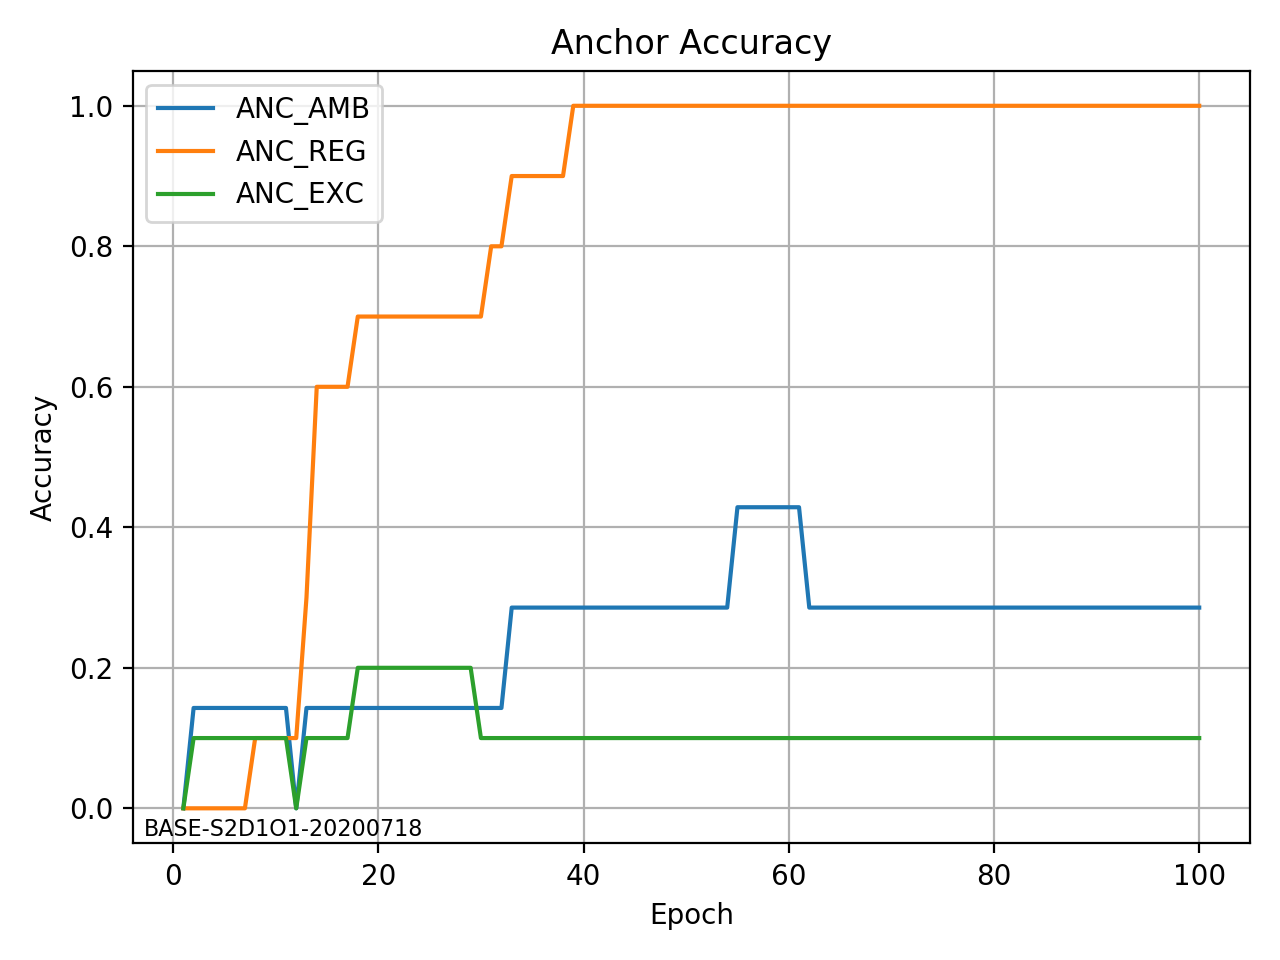 Anchor Accuracy
ANC_AMB
ANC_REG
ANC_EXC
1.0
0.8
0.6
0.4
0.2
0.0
Accuracy
BASE-S2D1O1-20200718
0 20 40 60 80 100
Epoch